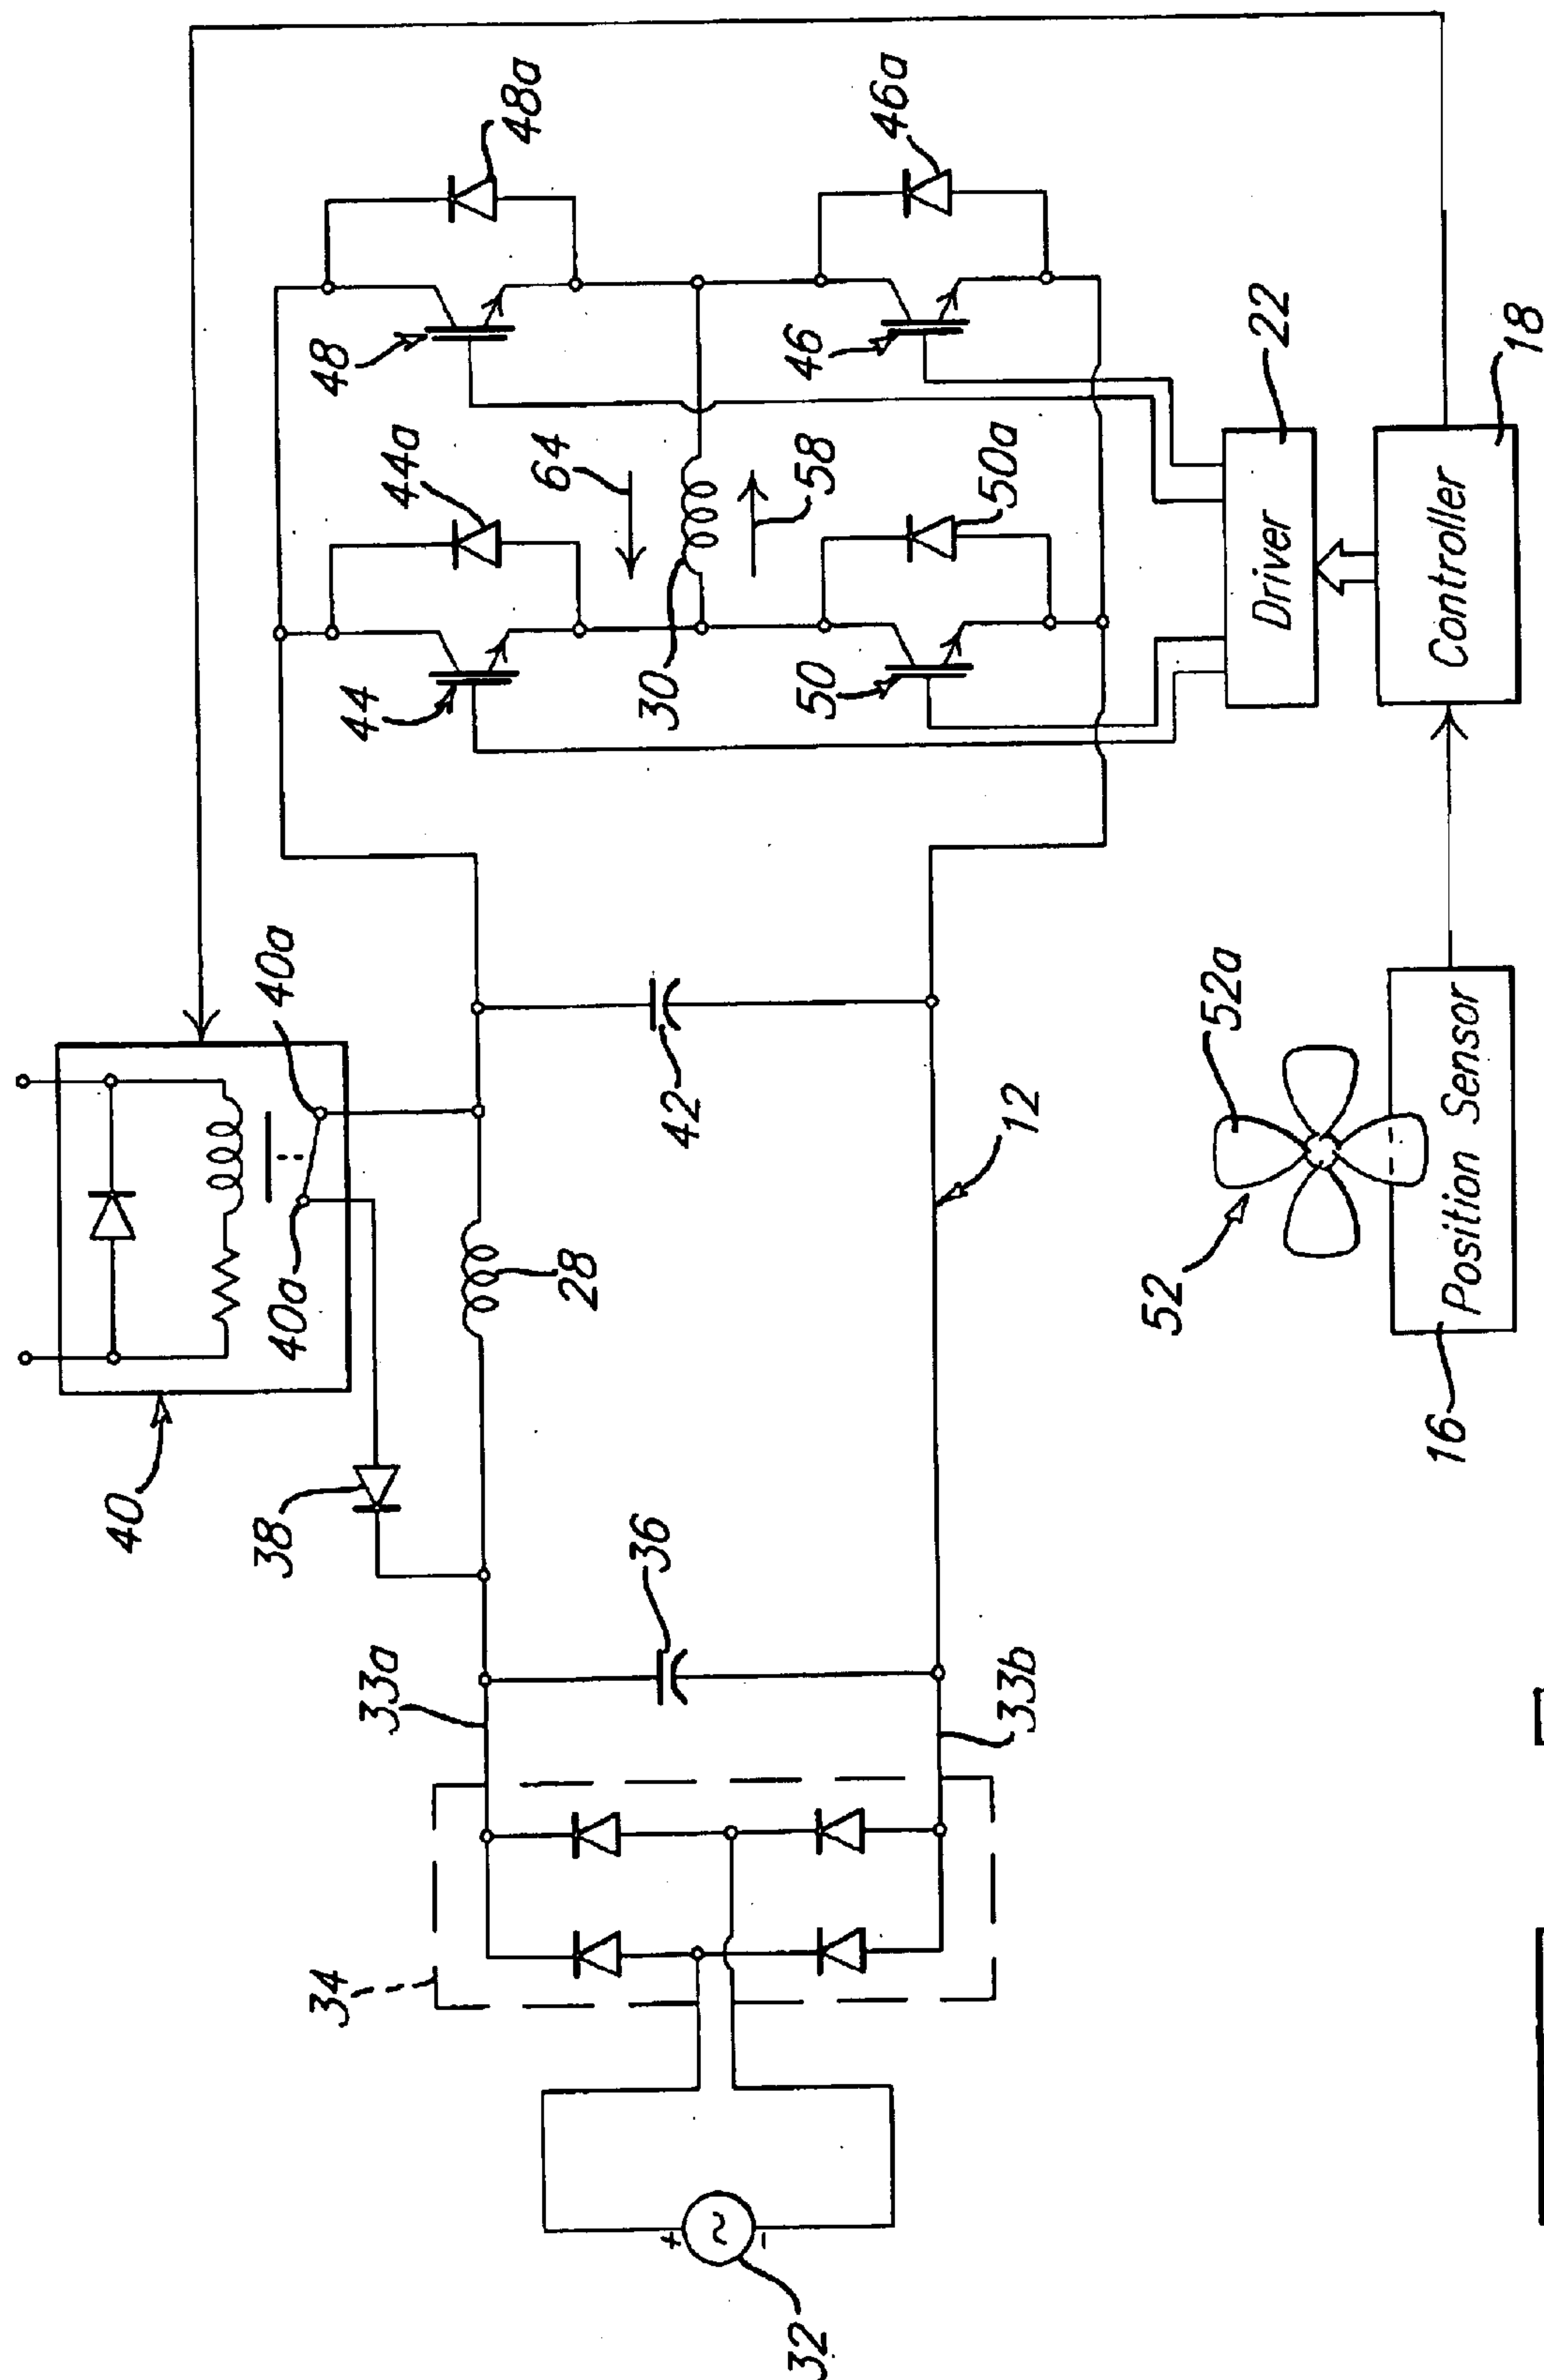 40
40a
40a
38
28
33a
36
34
33b
42
12
32
+
~
-
44
44a
48
48a
64
30
58
50
50a
46
46a
Driver
22
Controller
18
52
52a
Position Sensor
16